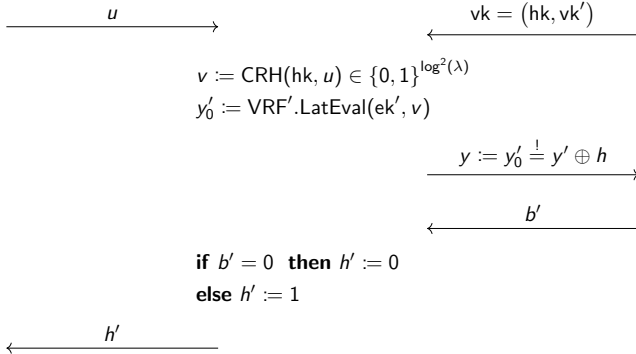 u
vk = (hk, vk′)
v := CRH(hk, u) ∈ {0, 1}^{log²(λ)}
y′₀ := VRF′.LatEval(ek′, v)
y := y′₀ =! y′ ⊕ h
b′
if b′ = 0 then h′ := 0
else h′ := 1
h′